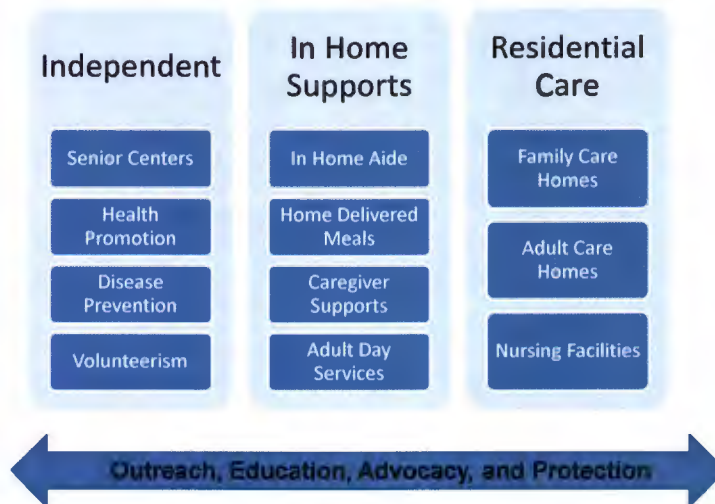 Independent
Senior Centers
Health
Promotion
Disease
Prevention
Volunteerism
In Home
Supports
In Home Aide
Home Delivered
Meals
Caregiver
Supports
Adult Day
Services
Residential
Care
Family Care
Homes
Adult Care
Homes
Nursing Facilities
Outreach, Education, Advocacy, and Protection